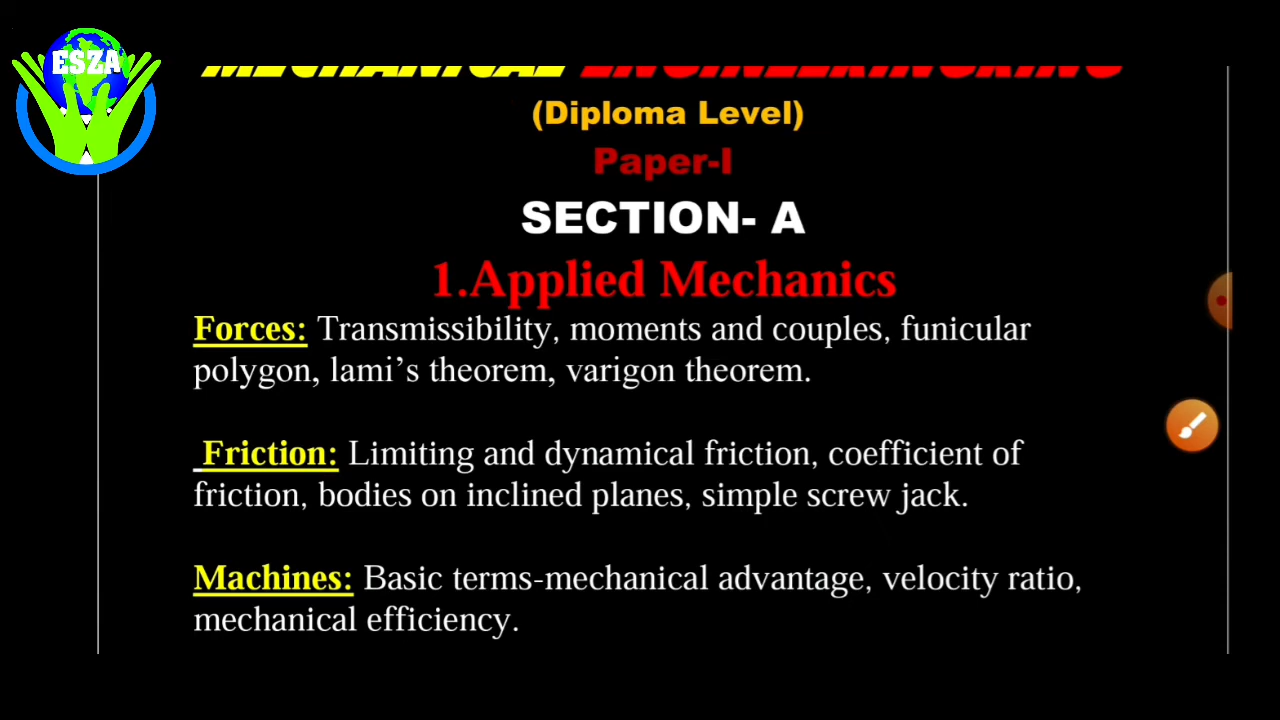 ESZA
MECHANICAL
(Diploma Level)
Paper-I
SECTION- A
1.Applied Mechanics
Forces: Transmissibility, moments and couples, funicular
polygon, lami’s theorem, varigon theorem.
Friction: Limiting and dynamical friction, coefficient of
friction, bodies on inclined planes, simple screw jack.
Machines: Basic terms-mechanical advantage, velocity ratio,
mechanical efficiency.